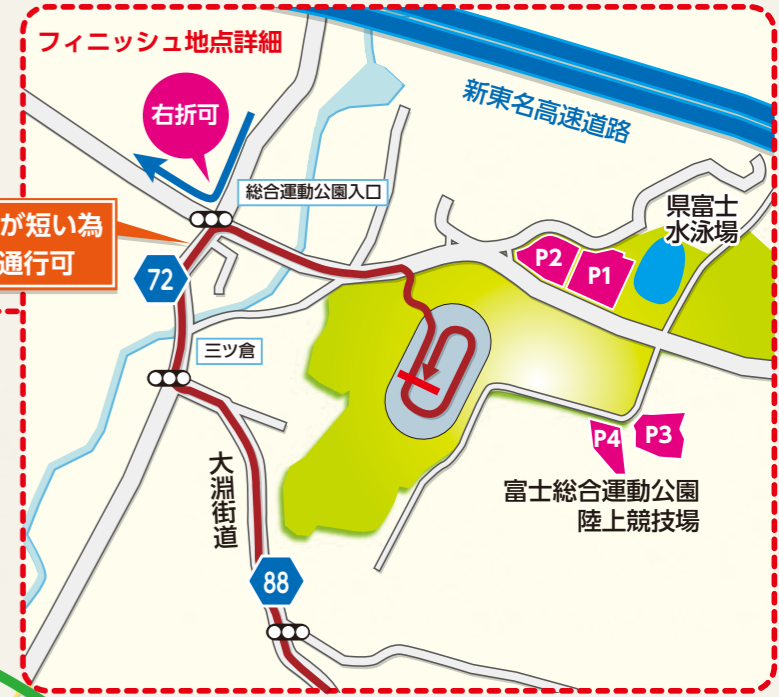 フィニッシュ地点詳細
右折可
新東名高速道路
総合運動公園入口
が短い為
通行可
72
県富士
水泳場
P2
P1
三ツ倉
P4
P3
大淵街道
富士総合運動公園
陸上競技場
88